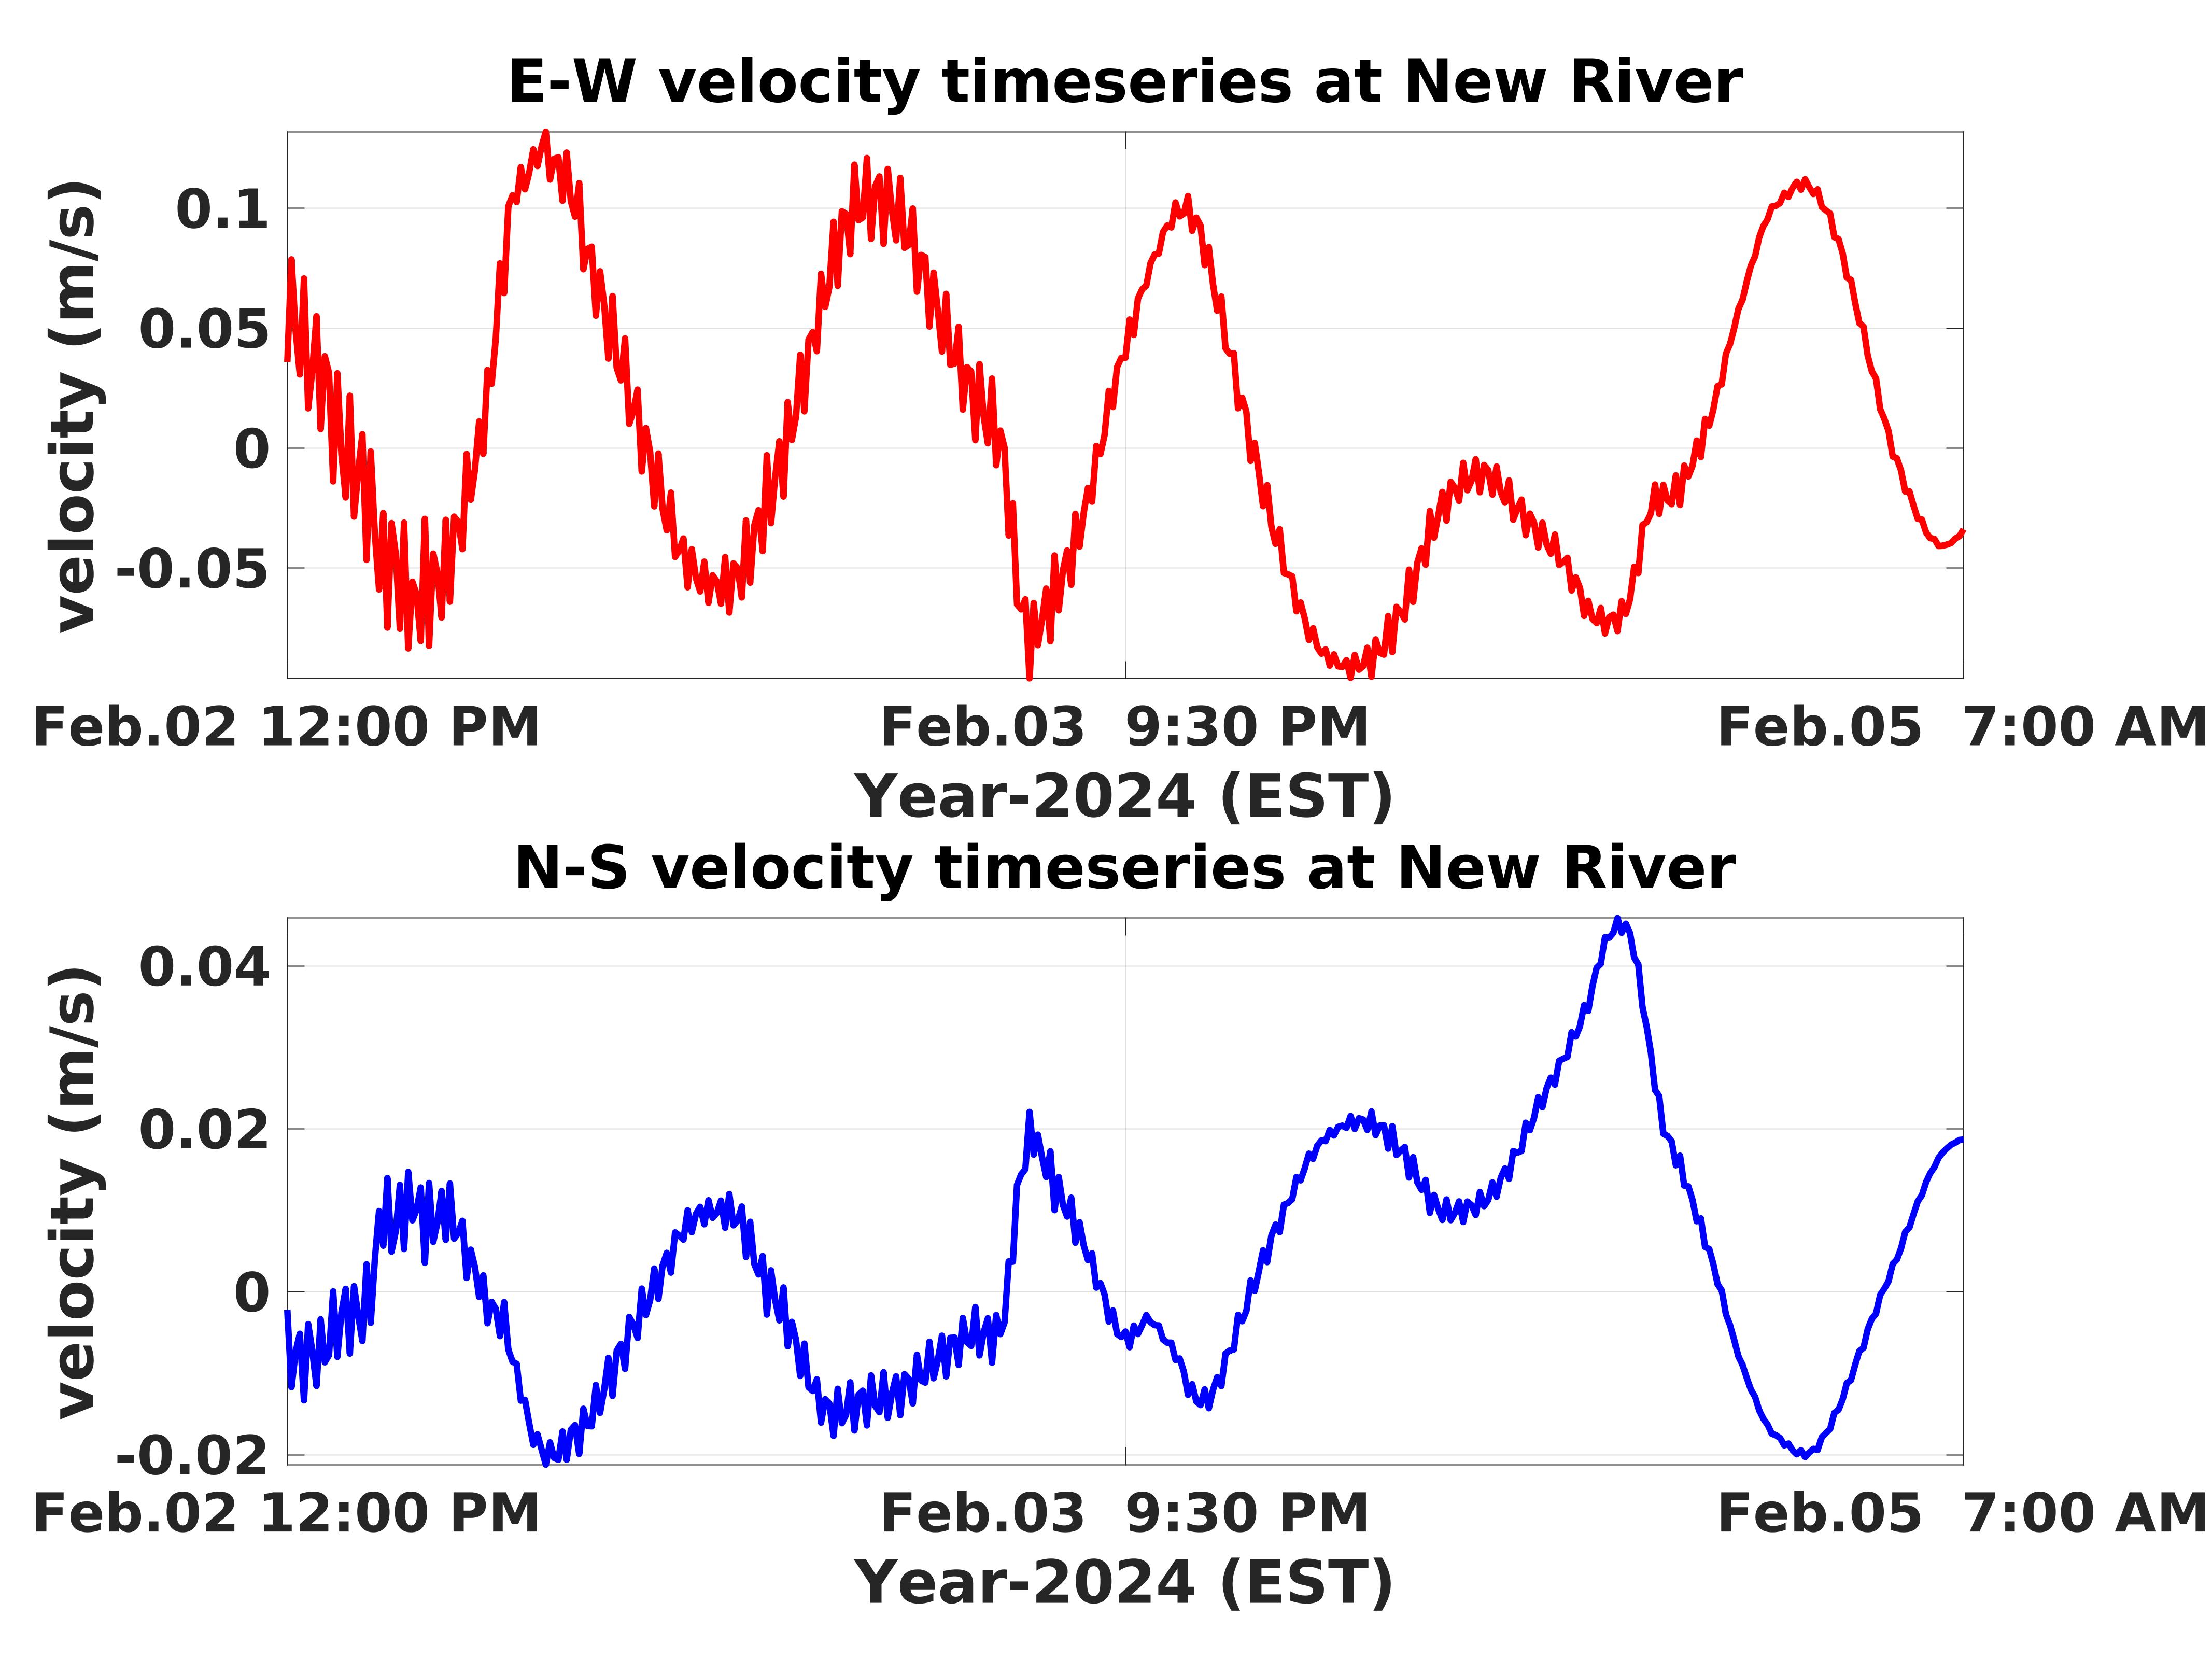 E-W velocity timeseries at New River
velocity (m/s)
0.1
0.05
0
-0.05
Feb.02 12:00 PM Feb.03 9:30 PM Feb.05 7:00 AM
Year-2024 (EST)
N-S velocity timeseries at New River
velocity (m/s)
0.04
0.02
0
-0.02
Feb.02 12:00 PM Feb.03 9:30 PM Feb.05 7:00 AM
Year-2024 (EST)